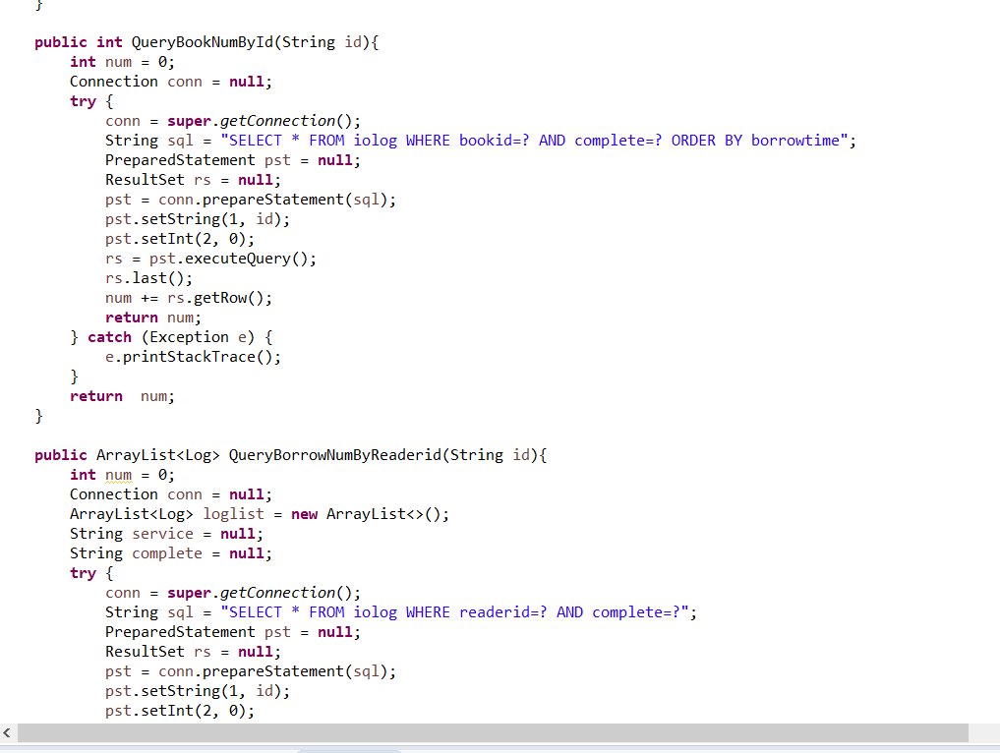 }
public int QueryBookNumById(String id){
    int num = 0;
    Connection conn = null;
    try {
        conn = super.getConnection();
        String sql = "SELECT * FROM iolog WHERE bookid=? AND complete=? ORDER BY borrowtime";
        PreparedStatement pst = null;
        ResultSet rs = null;
        pst = conn.prepareStatement(sql);
        pst.setString(1, id);
        pst.setInt(2, 0);
        rs = pst.executeQuery();
        rs.last();
        num += rs.getRow();
        return num;
    } catch (Exception e) {
        e.printStackTrace();
    }
    return  num;
}
public ArrayList<Log> QueryBorrowNumByReaderid(String id){
    int num = 0;
    Connection conn = null;
    ArrayList<Log> loglist = new ArrayList<>();
    String service = null;
    String complete = null;
    try {
        conn = super.getConnection();
        String sql = "SELECT * FROM iolog WHERE readerid=? AND complete=?";
        PreparedStatement pst = null;
        ResultSet rs = null;
        pst = conn.prepareStatement(sql);
        pst.setString(1, id);
        pst.setInt(2, 0);